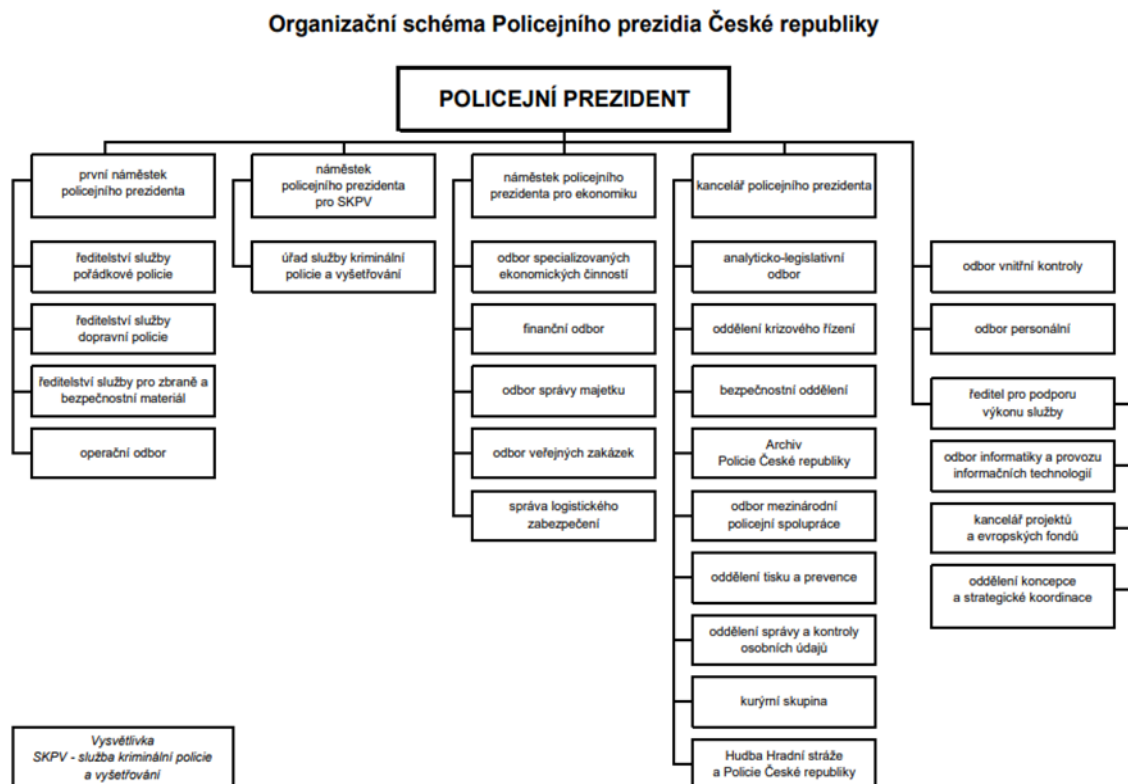 Organizační schéma Policejního prezidia České republiky
POLICEJNÍ PREZIDENT
první náměstek
policejního prezidenta
ředitelství služby
pořádkové policie
ředitelství služby
dopravní policie
ředitelství služby pro zbraně a
bezpečnostní materiál
operační odbor
náměstek
policejního prezidenta
pro SKPV
úřad služby kriminální
policie a vyšetřování
náměstek policejního
prezidenta pro ekonomiku
odbor specializovaných
ekonomických činností
finanční odbor
odbor správy majetku
odbor veřejných zakázek
správa logistického
zabezpečení
kancelář policejního prezidenta
analyticko-legislativní
odbor
oddělení krizového řízení
bezpečnostní oddělení
Archiv
Policie České republiky
odbor mezinárodní
policejní spolupráce
oddělení tisku a prevence
oddělení správy a kontroly
osobních údajů
kurýrní skupina
Hudba Hradní stráže
a Policie České republiky
odbor vnitřní kontroly
odbor personální
ředitel pro podporu
výkonu služby
odbor informatiky a provozu
informačních technologií
kancelář projektů
a evropských fondů
oddělení koncepce
a strategické koordinace
Vysvětlivka
SKPV - služba kriminální policie
a vyšetřování